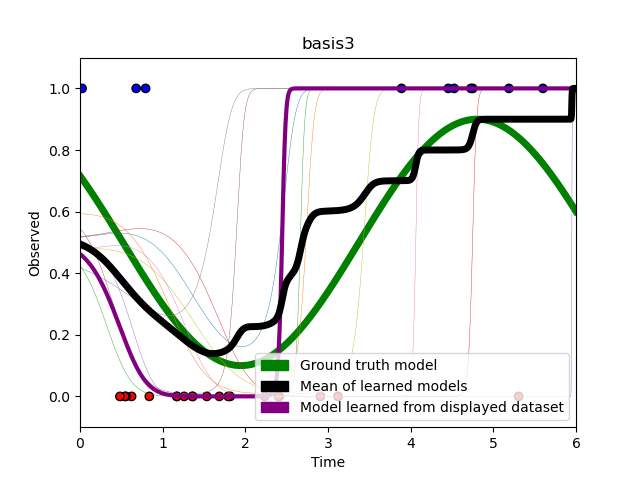 basis3
Observed
1.0
0.8
0.6
0.4
0.2
0.0
Ground truth model
Mean of learned models
Model learned from displayed dataset
0 1 2 3 4 5 6
Time